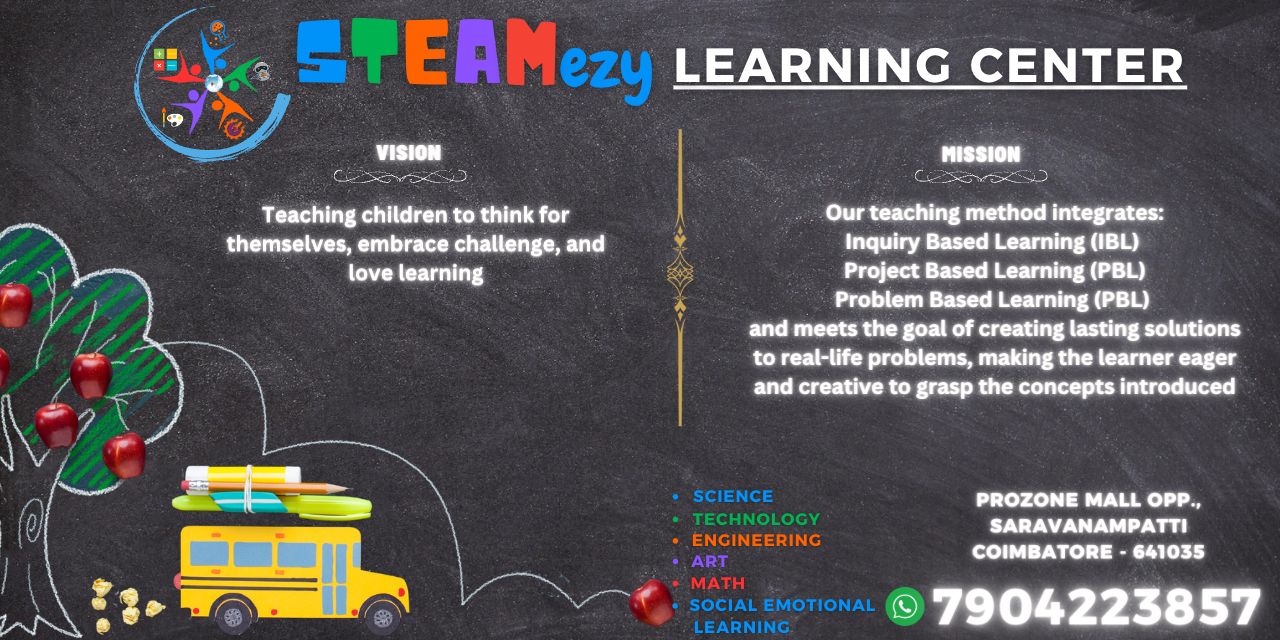 STEAMezy LEARNING CENTER
VISION
Teaching children to think for
themselves, embrace challenge, and
love learning
MISSION
Our teaching method integrates:
Inquiry Based Learning (IBL)
Project Based Learning (PBL)
Problem Based Learning (PBL)
and meets the goal of creating lasting solutions
to real-life problems, making the learner eager
and creative to grasp the concepts introduced
• SCIENCE
• TECHNOLOGY
• ENGINEERING
• ART
• MATH
• SOCIAL EMOTIONAL
LEARNING
PROZONE MALL OPP.,
SARAVANAMPATTI
COIMBATORE - 641035
7904223857